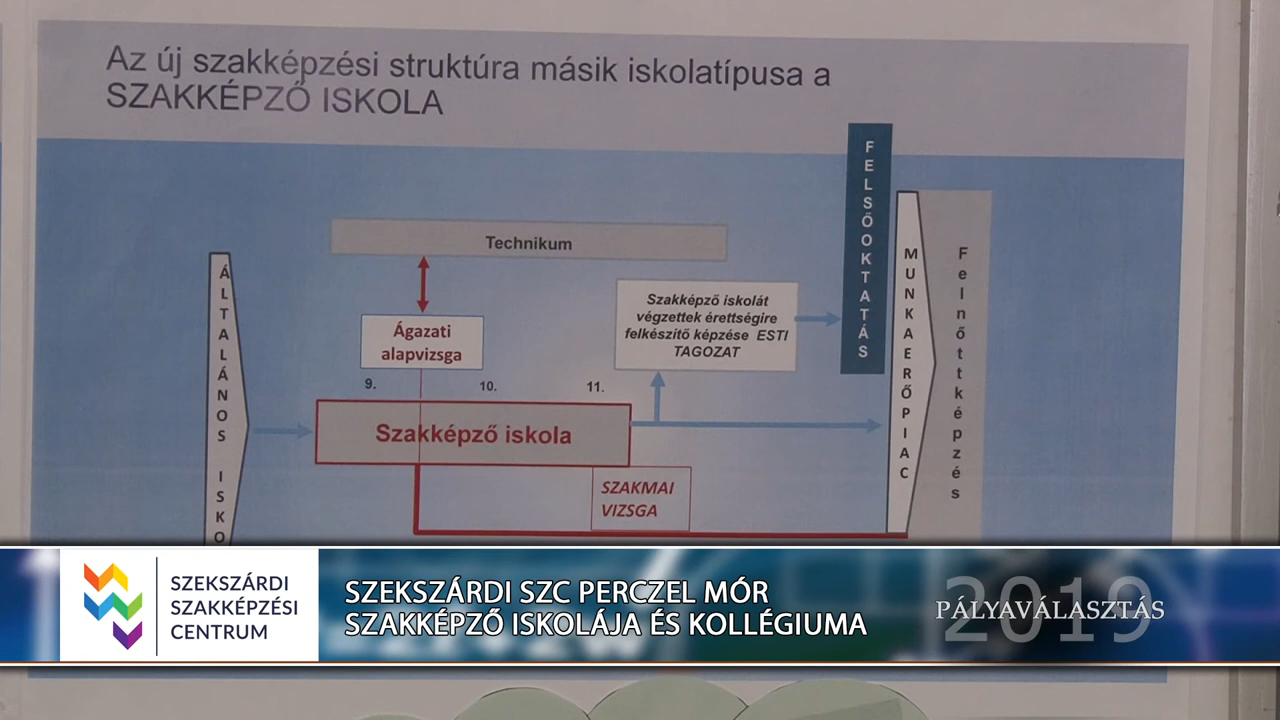 Az új szakképzési struktúra másik iskolatípusa a
SZAKKÉPZŐ ISKOLA
ÁLTALÁNOS ISKO
Technikum
Ágazati
alapvizsga
9.
10.
11.
Szakképző iskola
SZAKMAI
VIZSGA
Szakképző iskolát
végzettek érettségire
felkészítő képzése ESTI
TAGOZAT
FELSŐOKTATÁS
MUNKAERŐPIAC
Felnőttképzés
SZEKSZÁRDI
SZAKKÉPZÉSI
CENTRUM
SZEKSZÁRDI SZC PERCZEL MÓR
SZAKKÉPZŐ ISKOLÁJA ÉS KOLLÉGIUMA
2019
PÁLYAVÁLASZTÁS